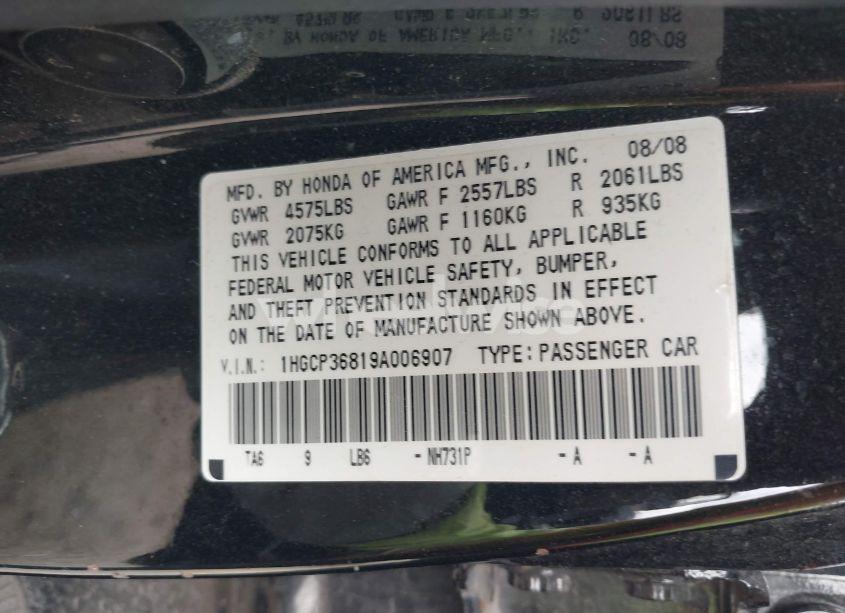 MFD. BY HONDA OF AMERICA MFG., INC. 08/08
GVWR 4575LBS GAWR F 2557LBS R 2061LBS
GVWR 2075KG GAWR F 1160KG R 935KG
THIS VEHICLE CONFORMS TO ALL APPLICABLE
FEDERAL MOTOR VEHICLE SAFETY, BUMPER,
AND THEFT PREVENTION STANDARDS IN EFFECT
ON THE DATE OF MANUFACTURE SHOWN ABOVE.
V.I.N.: 1HGCP36819A006907 TYPE: PASSENGER CAR
TA6 9 LB6 - NH731P - A - A